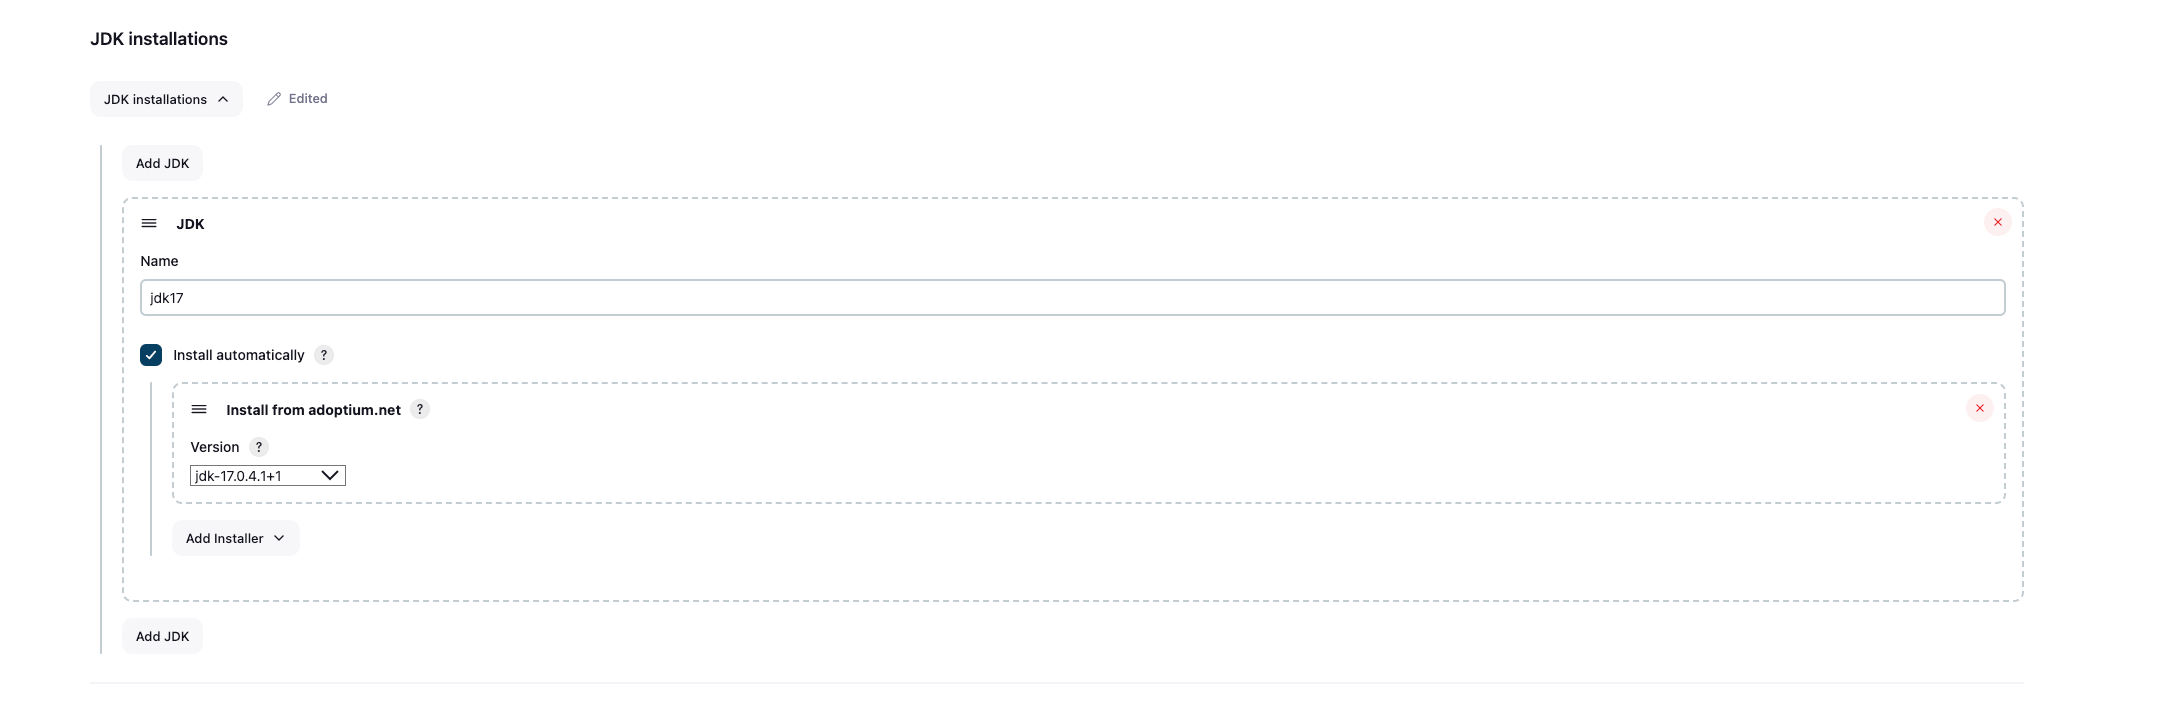 JDK installations
JDK installations
Edited
Add JDK
JDK
Name
jdk17
Install automatically ?
Install from adoptium.net ?
Version ?
jdk-17.0.4.1+1
Add Installer
Add JDK